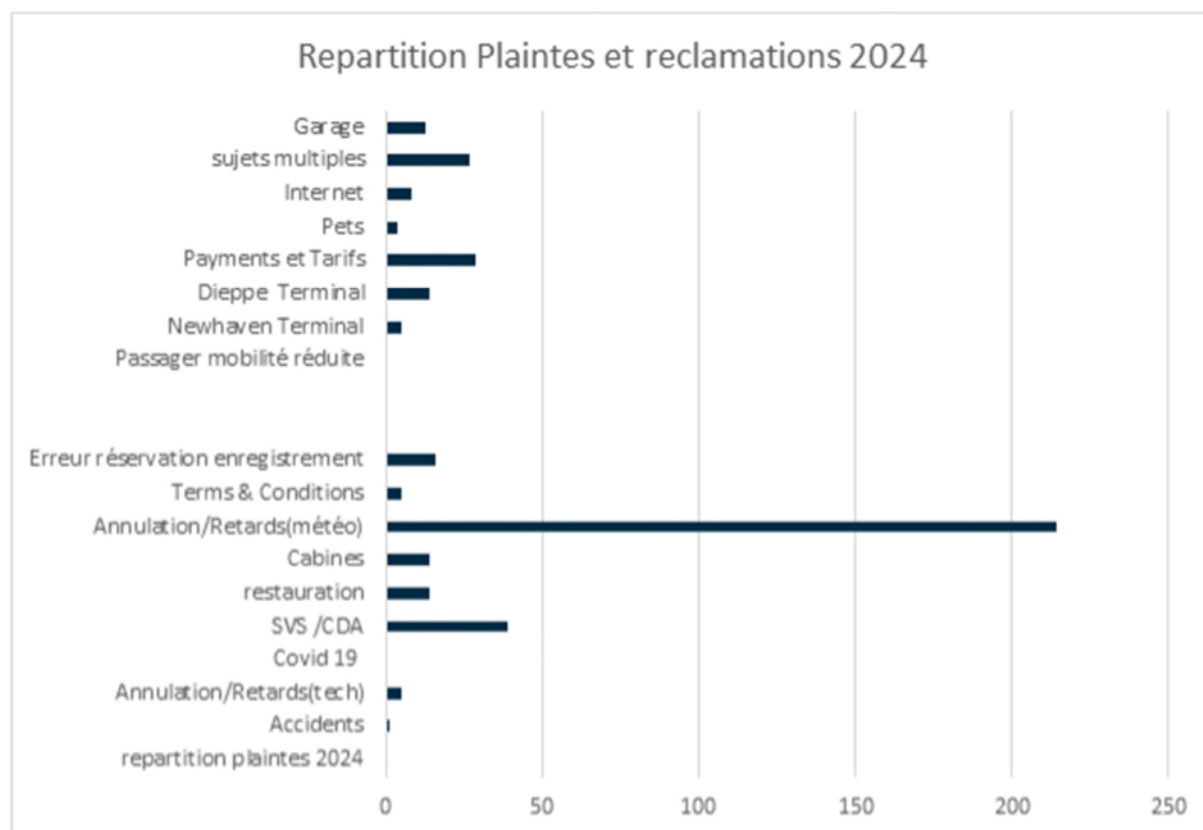 Repartition Plaintes et reclamations 2024
Garage
sujets multiples
Internet
Pets
Payments et Tarifs
Dieppe Terminal
Newhaven Terminal
Passager mobilité réduite
Erreur réservation enregistrement
Terms & Conditions
Annulation/Retards(météo)
Cabines
restauration
SVS /CDA
Covid 19
Annulation/Retards(tech)
Accidents
repartition plaintes 2024
0 50 100 150 200 250